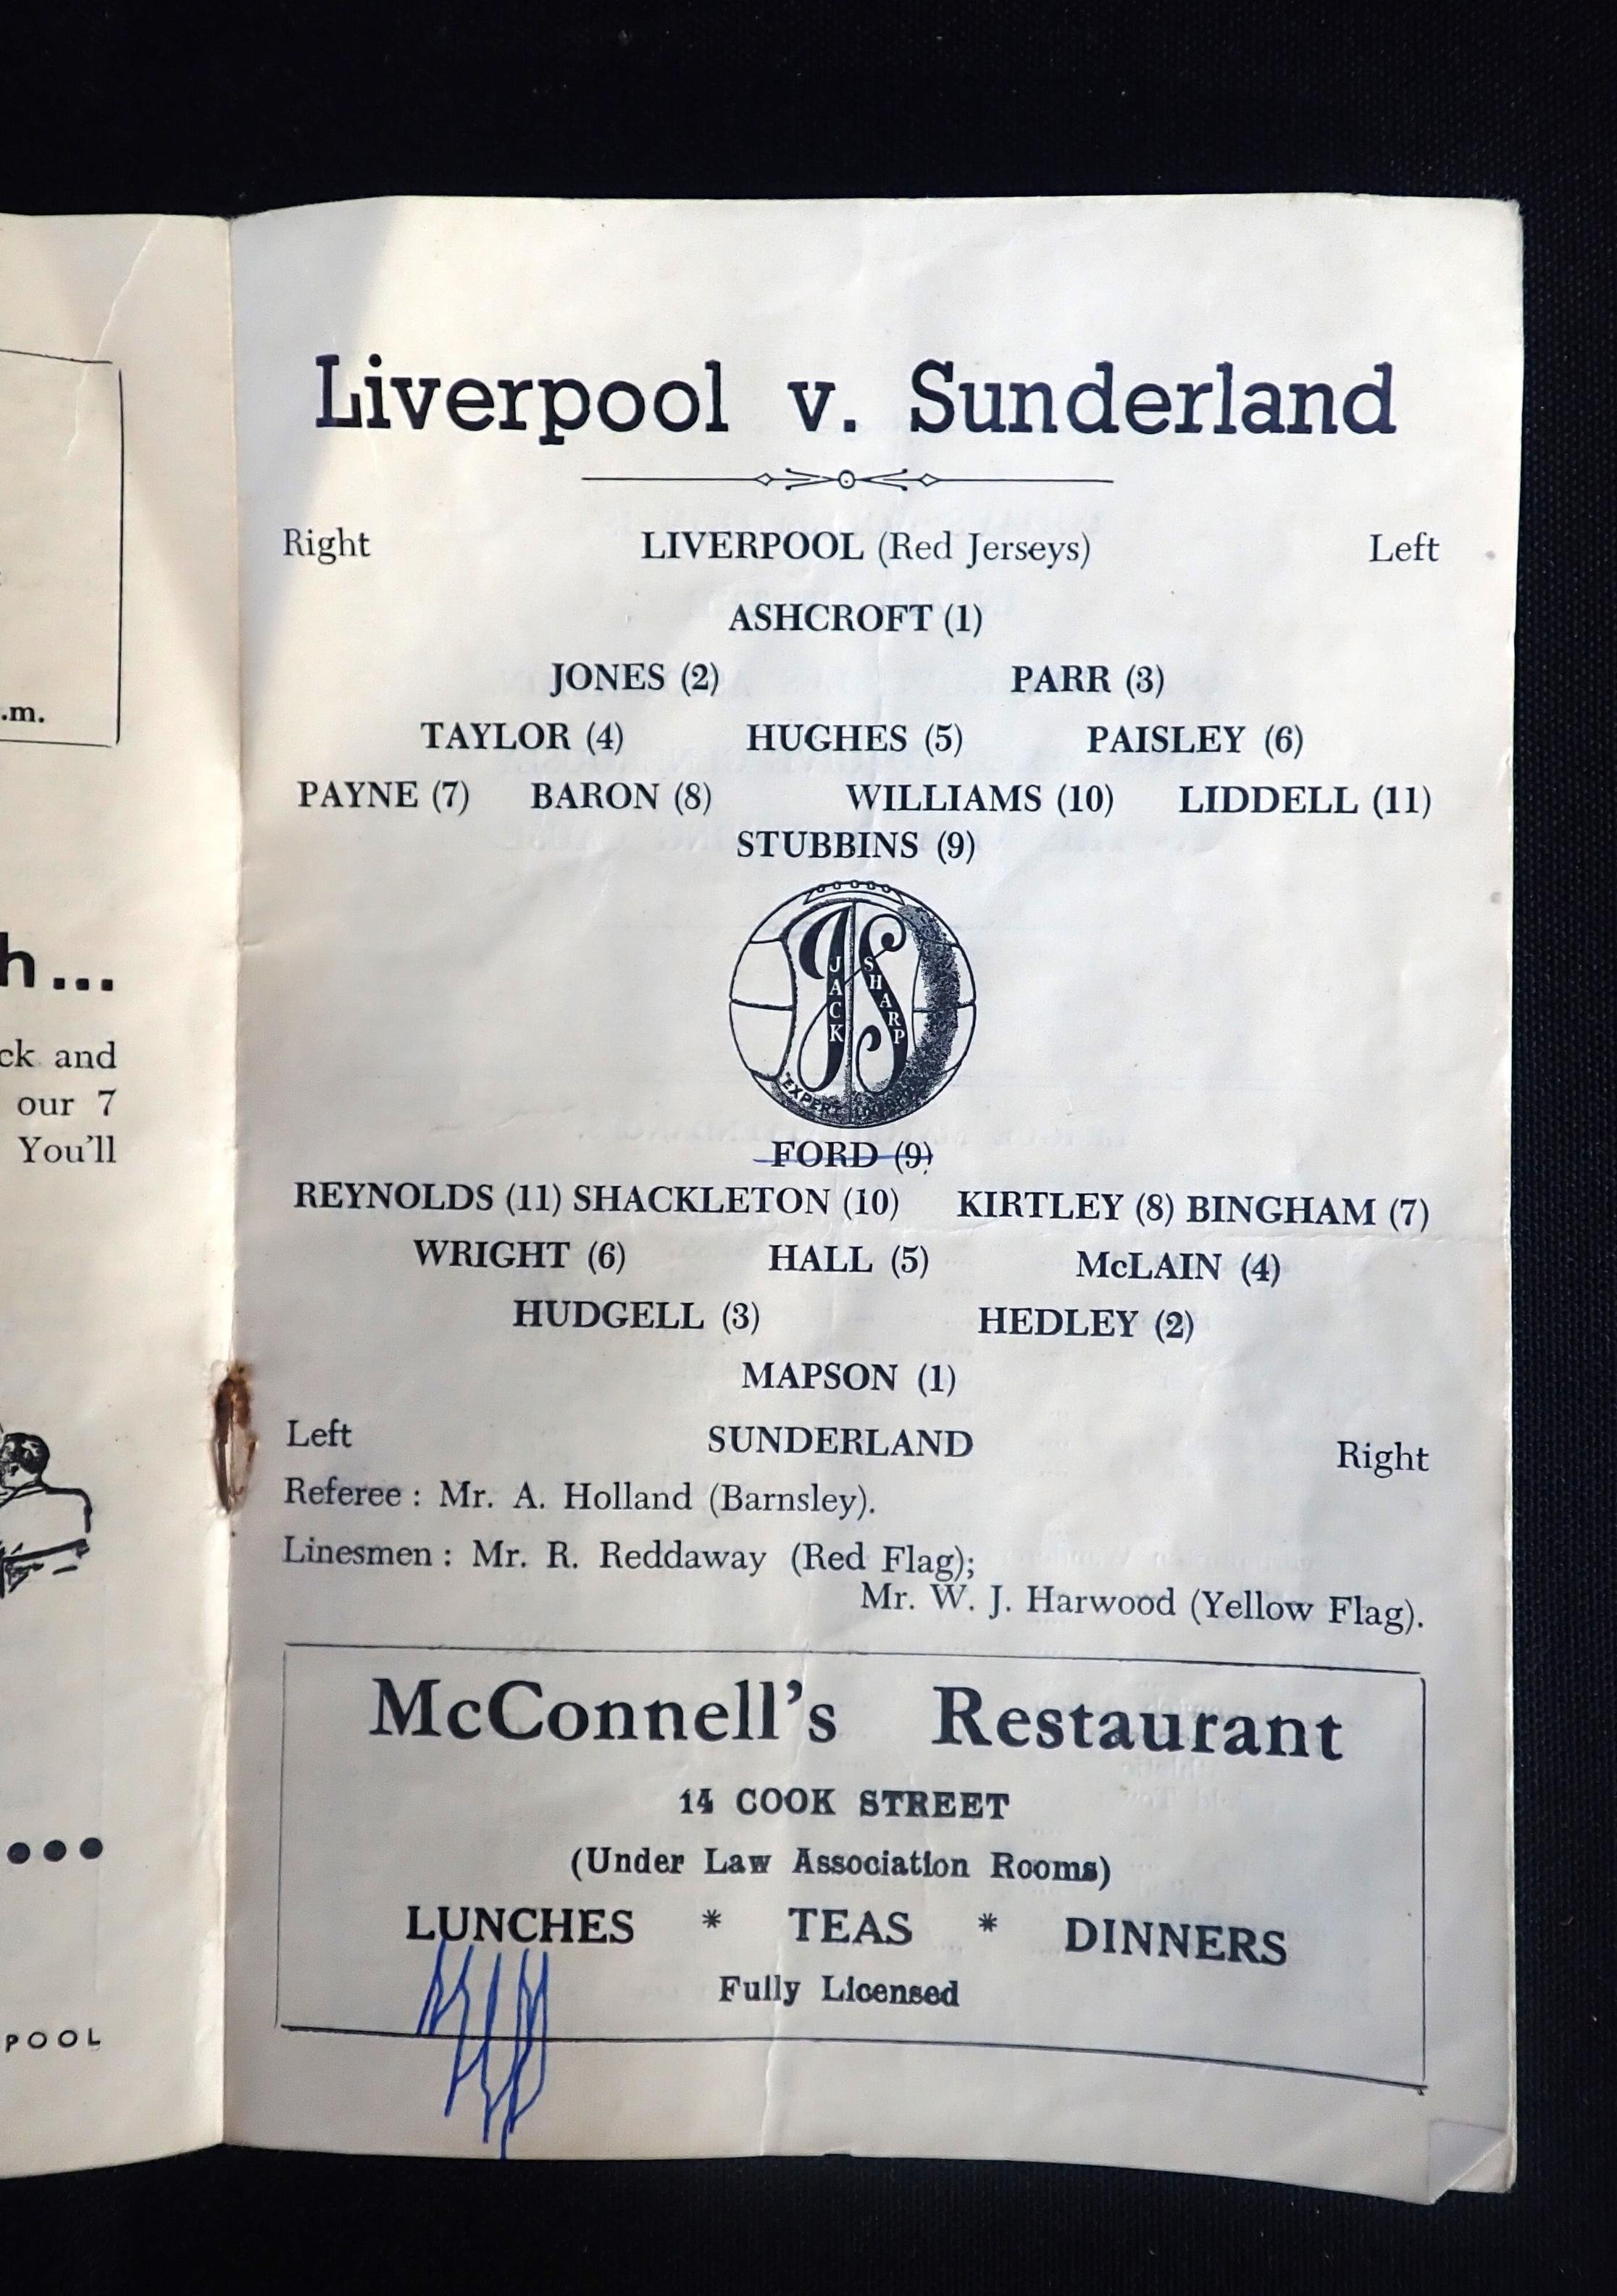 .m.
h...
ck and
our 7
You'll
POOL
Liverpool v. Sunderland
Right LIVERPOOL (Red Jerseys) Left
ASHCROFT (1)
JONES (2) PARR (3)
TAYLOR (4) HUGHES (5) PAISLEY (6)
PAYNE (7) BARON (8) WILLIAMS (10) LIDDELL (11)
STUBBINS (9)
JS
JACK SHARP
EXPERT
FORD (9)
REYNOLDS (11) SHACKLETON (10) KIRTLEY (8) BINGHAM (7)
WRIGHT (6) HALL (5) McLAIN (4)
HUDGELL (3) HEDLEY (2)
MAPSON (1)
Left SUNDERLAND Right
Referee : Mr. A. Holland (Barnsley).
Linesmen : Mr. R. Reddaway (Red Flag);
Mr. W. J. Harwood (Yellow Flag).
McConnell's Restaurant
14 COOK STREET
(Under Law Association Rooms)
LUNCHES * TEAS * DINNERS
Fully Licensed